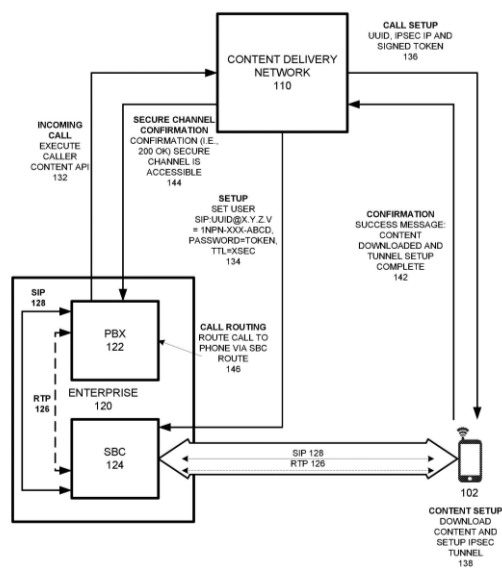 CALL SETUP
UUID, IPSEC IP AND
SIGNED TOKEN
136
CONTENT DELIVERY
NETWORK
110
INCOMING
CALL
EXECUTE
CALLER
CONTENT API
132
SECURE CHANNEL
CONFIRMATION
CONFIRMATION (I.E.,
200 OK) SECURE
CHANNEL IS
ACCESSIBLE
144
SETUP
SET USER
SIP:UUID@X.Y.Z.V
= 1NPN-XXX-ABCD,
PASSWORD=TOKEN,
TTL=XSEC
134
CONFIRMATION
SUCCESS MESSAGE:
CONTENT
DOWNLOADED AND
TUNNEL SETUP
COMPLETE
142
SIP
128
PBX
122
CALL ROUTING
ROUTE CALL TO
PHONE VIA SBC
ROUTE
146
RTP
126
ENTERPRISE
120
SBC
124
SIP 128
RTP 126
102
CONTENT SETUP
DOWNLOAD
CONTENT AND
SETUP IPSEC
TUNNEL
138